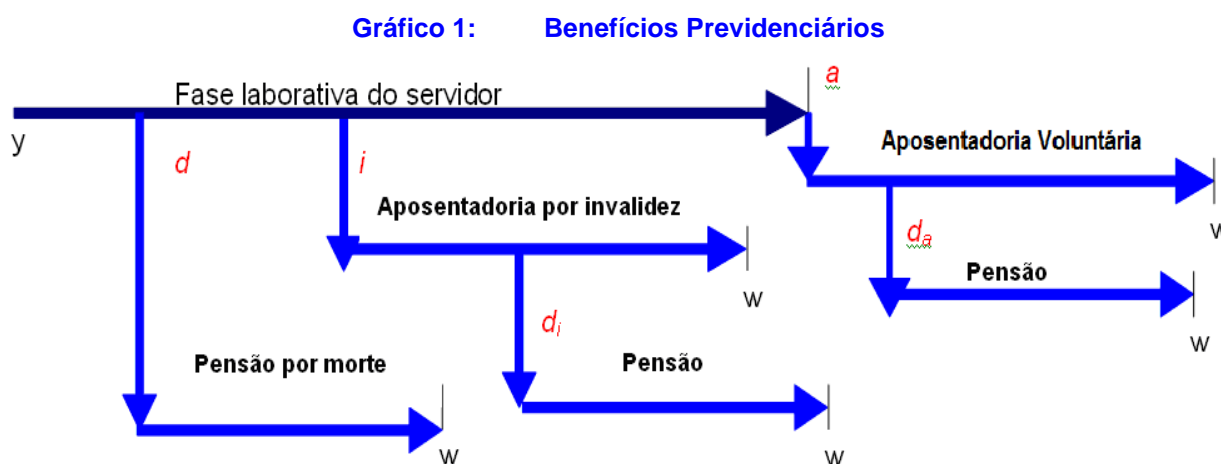 Gráfico 1: Benefícios Previdenciários
Fase laborativa do servidor
a
y
d
i
Aposentadoria Voluntária
w
Aposentadoria por invalidez
w
da
Pensão
w
di
Pensão por morte
w
Pensão
w